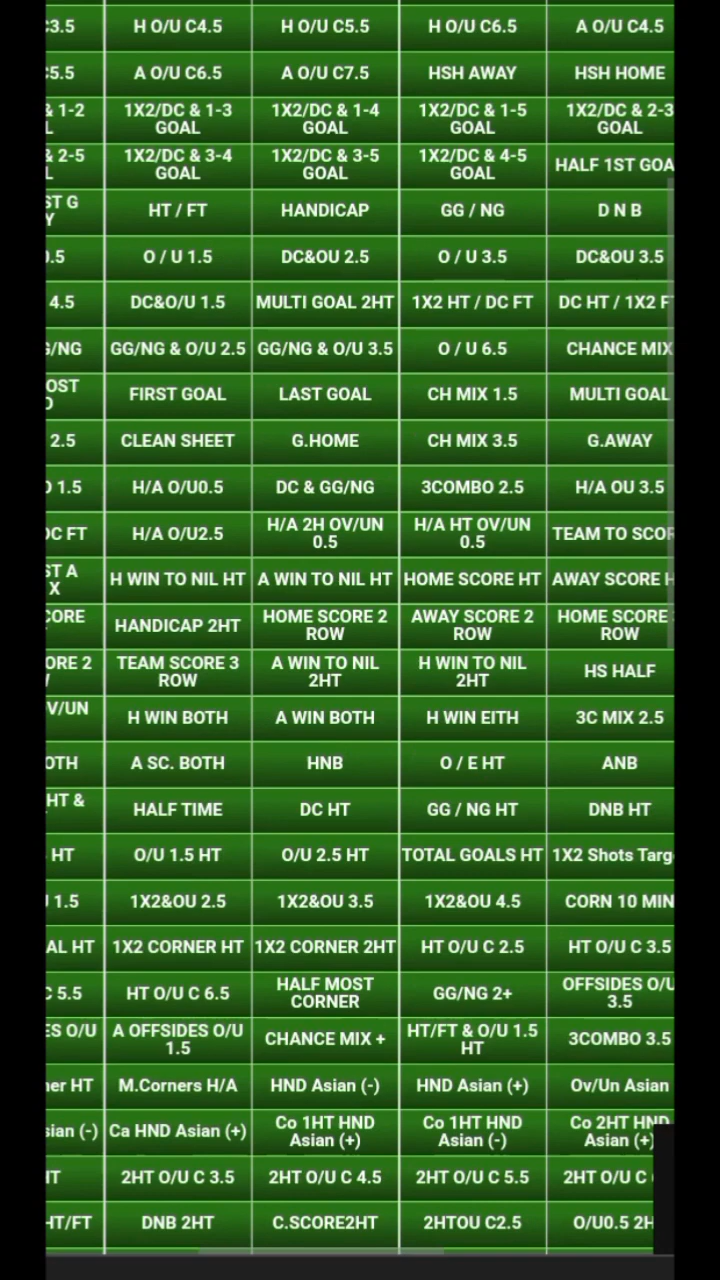 C3.5 H O/U C4.5 H O/U C5.5 H O/U C6.5 A O/U C4.5
C5.5 A O/U C6.5 A O/U C7.5 HSH AWAY HSH HOME
& 1-2 1X2/DC & 1-3 1X2/DC & 1-4 1X2/DC & 1-5 1X2/DC & 2-3
L GOAL GOAL GOAL GOAL
& 2-5 1X2/DC & 3-4 1X2/DC & 3-5 1X2/DC & 4-5 HALF 1ST GOA
L GOAL GOAL GOAL
ST G HT / FT HANDICAP GG / NG D N B
Y
0.5 O / U 1.5 DC&OU 2.5 O / U 3.5 DC&OU 3.5
4.5 DC&O/U 1.5 MULTI GOAL 2HT 1X2 HT / DC FT DC HT / 1X2 F
G/NG GG/NG & O/U 2.5 GG/NG & O/U 3.5 O / U 6.5 CHANCE MIX
OST FIRST GOAL LAST GOAL CH MIX 1.5 MULTI GOAL
2.5 CLEAN SHEET G.HOME CH MIX 3.5 G.AWAY
1.5 H/A O/U0.5 DC & GG/NG 3COMBO 2.5 H/A OU 3.5
DC FT H/A O/U2.5 H/A 2H OV/UN H/A HT OV/UN TEAM TO SCOR
0.5 0.5
ST A H WIN TO NIL HT A WIN TO NIL HT HOME SCORE HT AWAY SCORE H
X
CORE HANDICAP 2HT HOME SCORE 2 AWAY SCORE 2 HOME SCORE
ROW ROW ROW
ORE 2 TEAM SCORE 3 A WIN TO NIL H WIN TO NIL HS HALF
ROW 2HT 2HT
OV/UN H WIN BOTH A WIN BOTH H WIN EITH 3C MIX 2.5
OTH A SC. BOTH HNB O / E HT ANB
HT & HALF TIME DC HT GG / NG HT DNB HT
HT O/U 1.5 HT O/U 2.5 HT TOTAL GOALS HT 1X2 Shots Targ
1.5 1X2&OU 2.5 1X2&OU 3.5 1X2&OU 4.5 CORN 10 MIN
AL HT 1X2 CORNER HT 1X2 CORNER 2HT HT O/U C 2.5 HT O/U C 3.5
C 5.5 HT O/U C 6.5 HALF MOST GG/NG 2+ OFFSIDES O/U
CORNER 3.5
ES O/U A OFFSIDES O/U CHANCE MIX + HT/FT & O/U 1.5 3COMBO 3.5
1.5 HT
ner HT M.Corners H/A HND Asian (-) HND Asian (+) Ov/Un Asian
sian (-) Ca HND Asian (+) Co 1HT HND Co 1HT HND Co 2HT HND
Asian (+) Asian (-) Asian (+)
HT 2HT O/U C 3.5 2HT O/U C 4.5 2HT O/U C 5.5 2HT O/U C
HT/FT DNB 2HT C.SCORE2HT 2HTOU C2.5 O/U0.5 2H